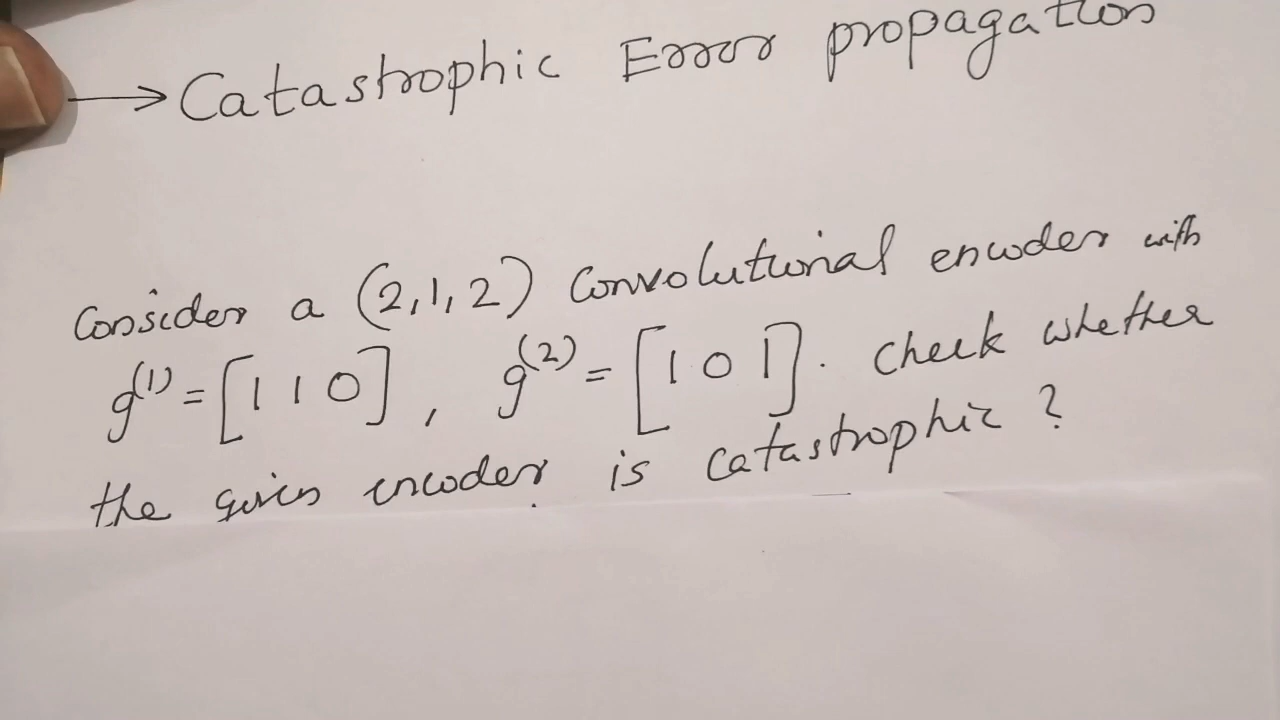 → Catastrophic Error propagation
Consider a (2,1,2) Convolutional encoder with
g⁽¹⁾ = [1 1 0] , g⁽²⁾ = [1 0 1] . Check whether
the given encoder is catastrophic ?